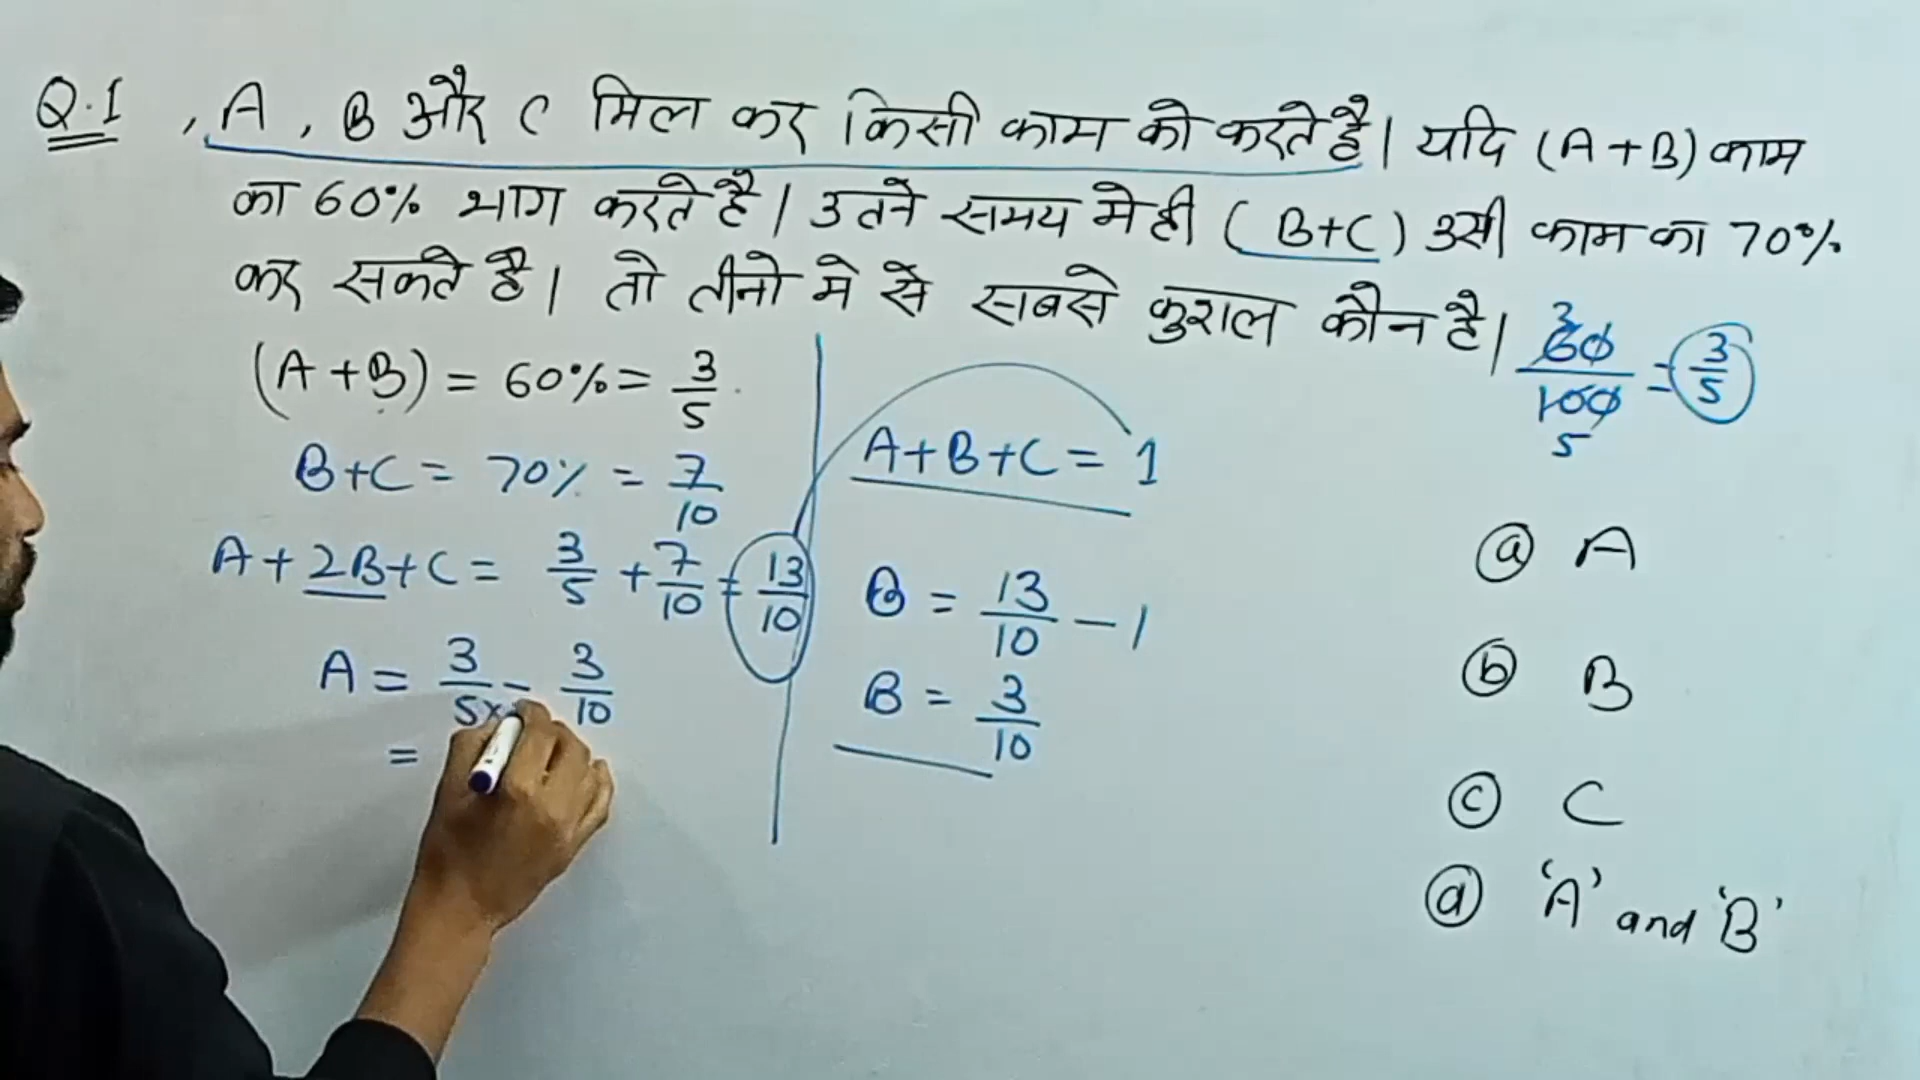 Q.1 , A , B और C मिल कर किसी काम को करते है। यदि (A+B) काम
का 60% भाग करते है। उतने समय मे ही (B+C) उसी काम का 70%
कर सकते है। तो तीनो मे से सबसे कुशल कौन है।
60/100 = 3/5
3
5
(A+B) = 60% = 3/5
B+C = 70% = 7/10
A+2B+C = 3/5 + 7/10 = 13/10
A = 3/5× - 3/10
=
A+B+C = 1
B = 13/10 - 1
B = 3/10
(a) A
(b) B
(c) C
(d) 'A' and 'B'